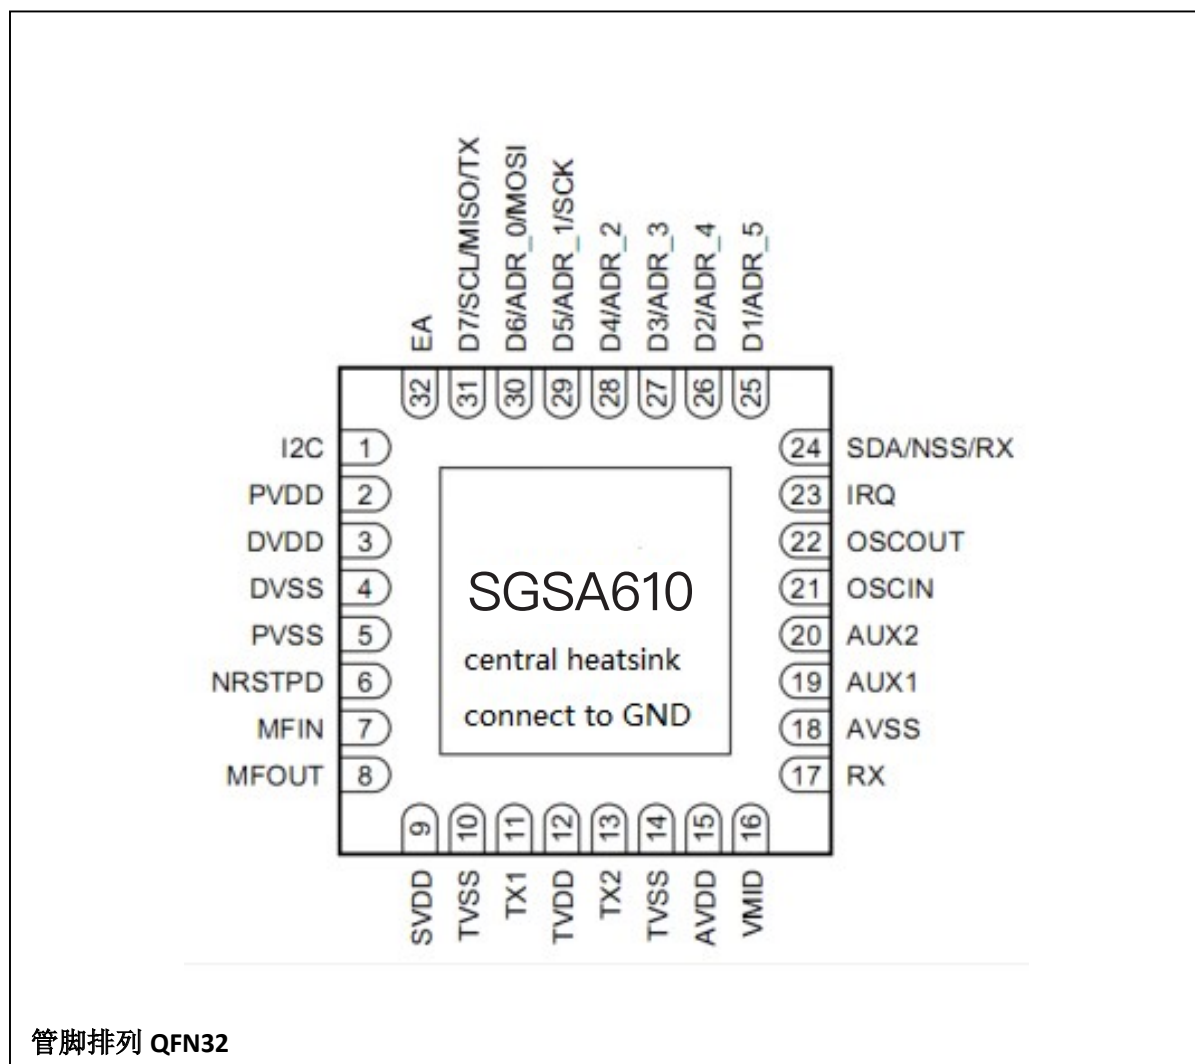 EA
D7/SCL/MISO/TX
D6/ADR_0/MOSI
D5/ADR_1/SCK
D4/ADR_2
D3/ADR_3
D2/ADR_4
D1/ADR_5
32
31
30
29
28
27
26
25
I2C 1
PVDD 2
DVDD 3
DVSS 4
PVSS 5
NRSTPD 6
MFIN 7
MFOUT 8
SGSA610
central heatsink
connect to GND
24 SDA/NSS/RX
23 IRQ
22 OSCOUT
21 OSCIN
20 AUX2
19 AUX1
18 AVSS
17 RX
9
10
11
12
13
14
15
16
SVDD
TVSS
TX1
TVDD
TX2
TVSS
AVDD
VMID
管脚排列 QFN32